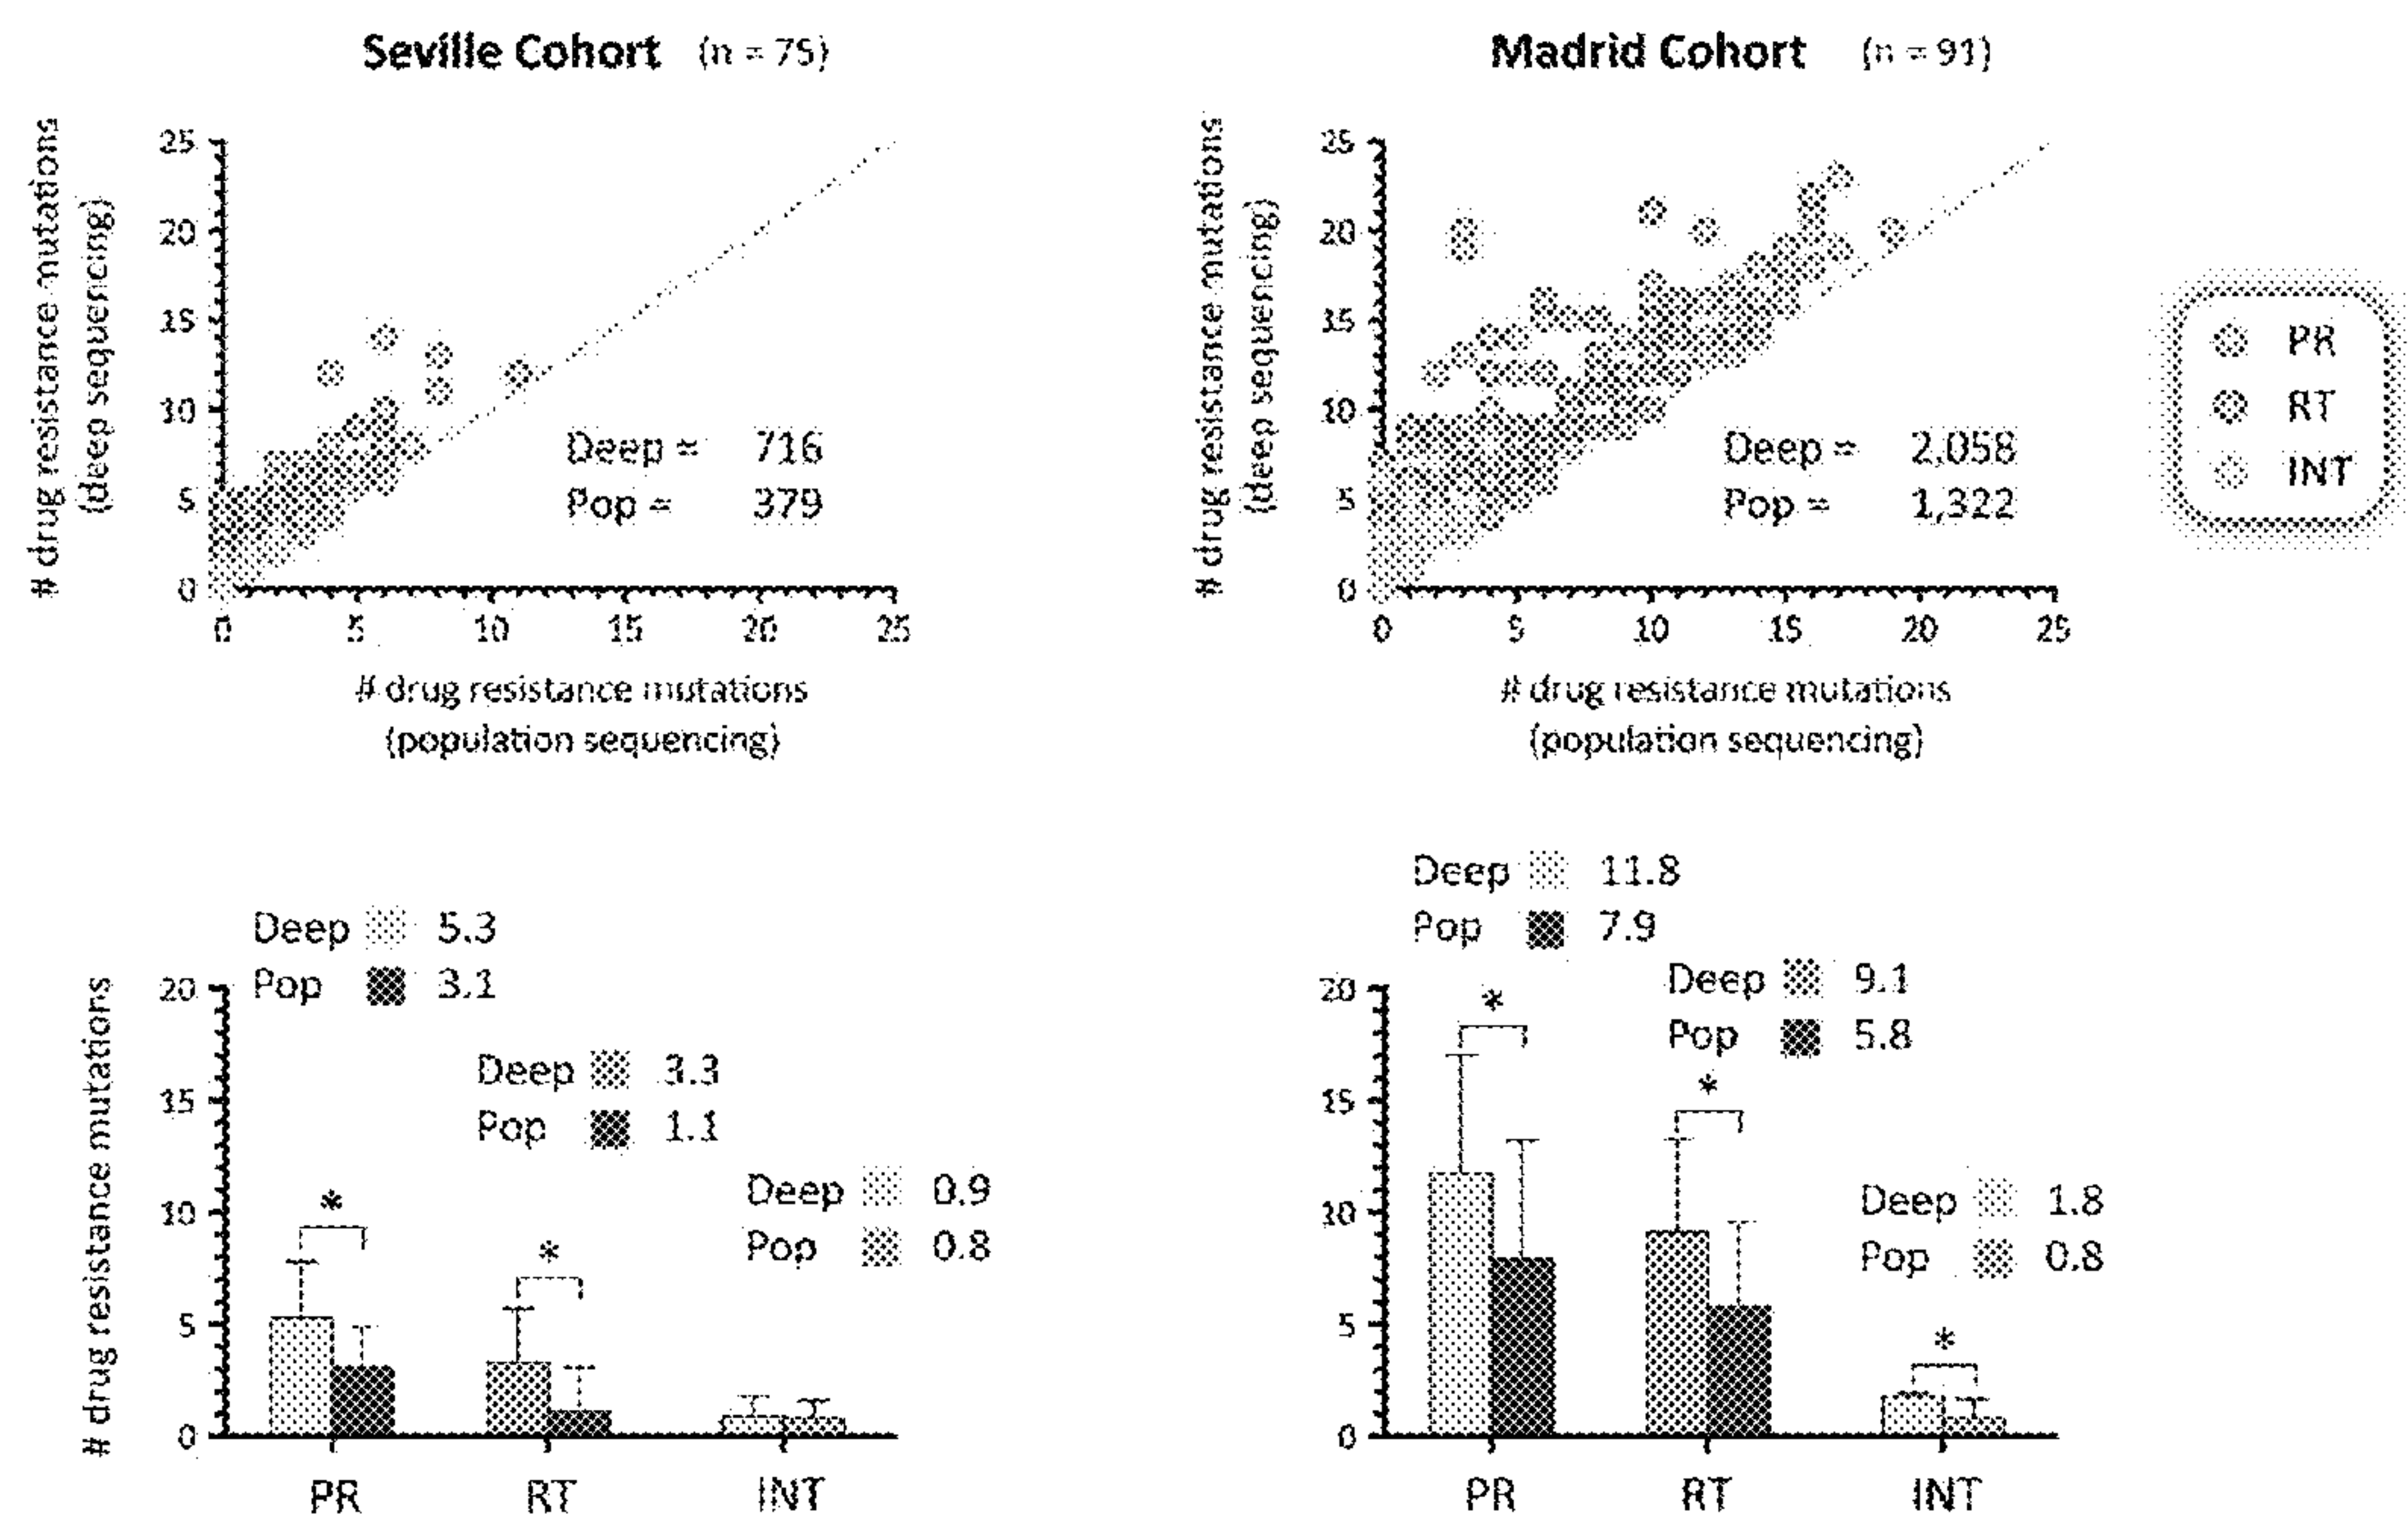 Seville Cohort (n = 75)
# drug resistance mutations
(deep sequencing)
25
20
15
10
5
0
Deep = 716
Pop = 379
0 5 10 15 20 25
# drug resistance mutations
(population sequencing)
Madrid Cohort (n = 91)
# drug resistance mutations
(deep sequencing)
25
20
15
10
5
0
Deep = 2,058
Pop = 1,322
0 5 10 15 20 25
# drug resistance mutations
(population sequencing)
PR
RT
INT
# drug resistance mutations
20
15
10
5
0
Deep 5.3
Pop 3.1
Deep 3.3
Pop 1.1
Deep 0.9
Pop 0.8
*
*
PR RT INT
20
15
10
5
0
Deep 11.8
Pop 7.9
Deep 9.1
Pop 5.8
Deep 1.8
Pop 0.8
*
*
*
PR RT INT